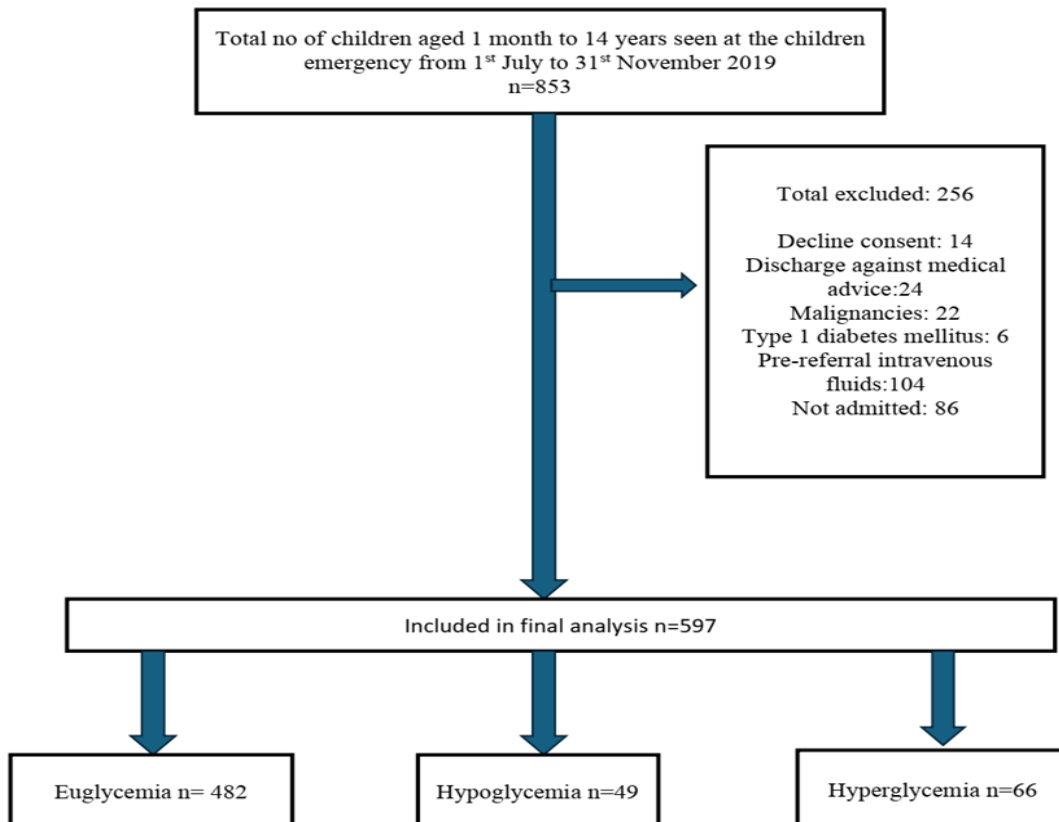 Total no of children aged 1 month to 14 years seen at the children
emergency from 1st July to 31st November 2019
n=853
Total excluded: 256
Decline consent: 14
Discharge against medical
advice:24
Malignancies: 22
Type 1 diabetes mellitus: 6
Pre-referral intravenous
fluids:104
Not admitted: 86
Included in final analysis n=597
Euglycemia n= 482
Hypoglycemia n=49
Hyperglycemia n=66